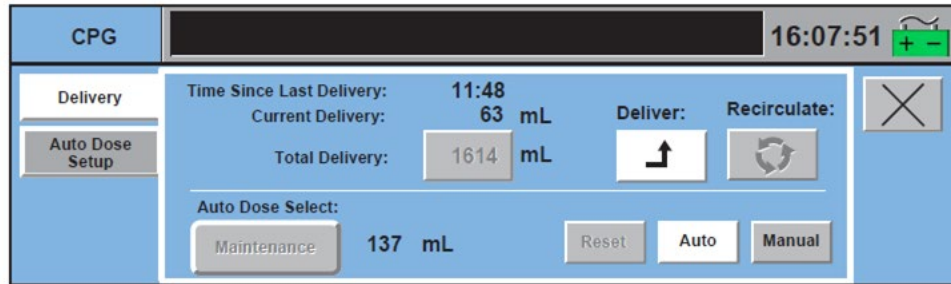 CPG
16:07:51
+ −
Delivery
Auto Dose
Setup
Time Since Last Delivery: 11:48
Current Delivery: 63 mL
Total Delivery: 1614 mL
Deliver:
Recirculate:
Auto Dose Select:
Maintenance 137 mL
Reset
Auto
Manual